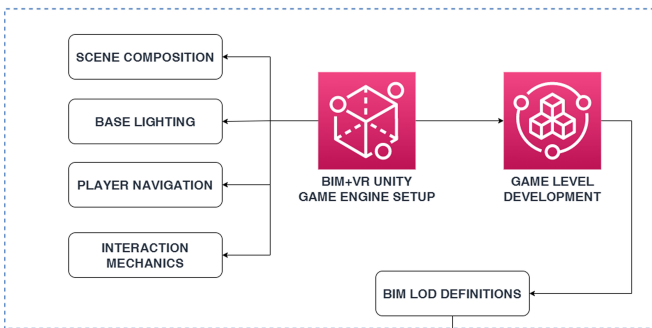 SCENE COMPOSITION
BASE LIGHTING
PLAYER NAVIGATION
INTERACTION
MECHANICS
BIM+VR UNITY
GAME ENGINE SETUP
GAME LEVEL
DEVELOPMENT
BIM LOD DEFINITIONS